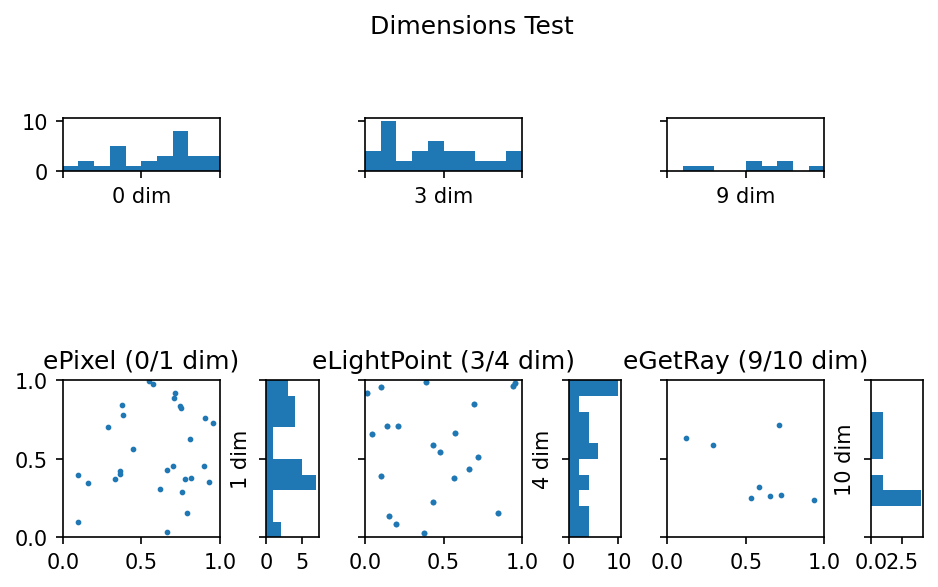 Dimensions Test
10
0
0 dim
3 dim
9 dim
ePixel (0/1 dim)
eLightPoint (3/4 dim)
eGetRay (9/10 dim)
1.0
0.5
0.0
1 dim
4 dim
10 dim
0.0 0.5 1.0 0 5 0.0 0.5 1.0 0 10 0.0 0.5 1.0 0.0 2.5